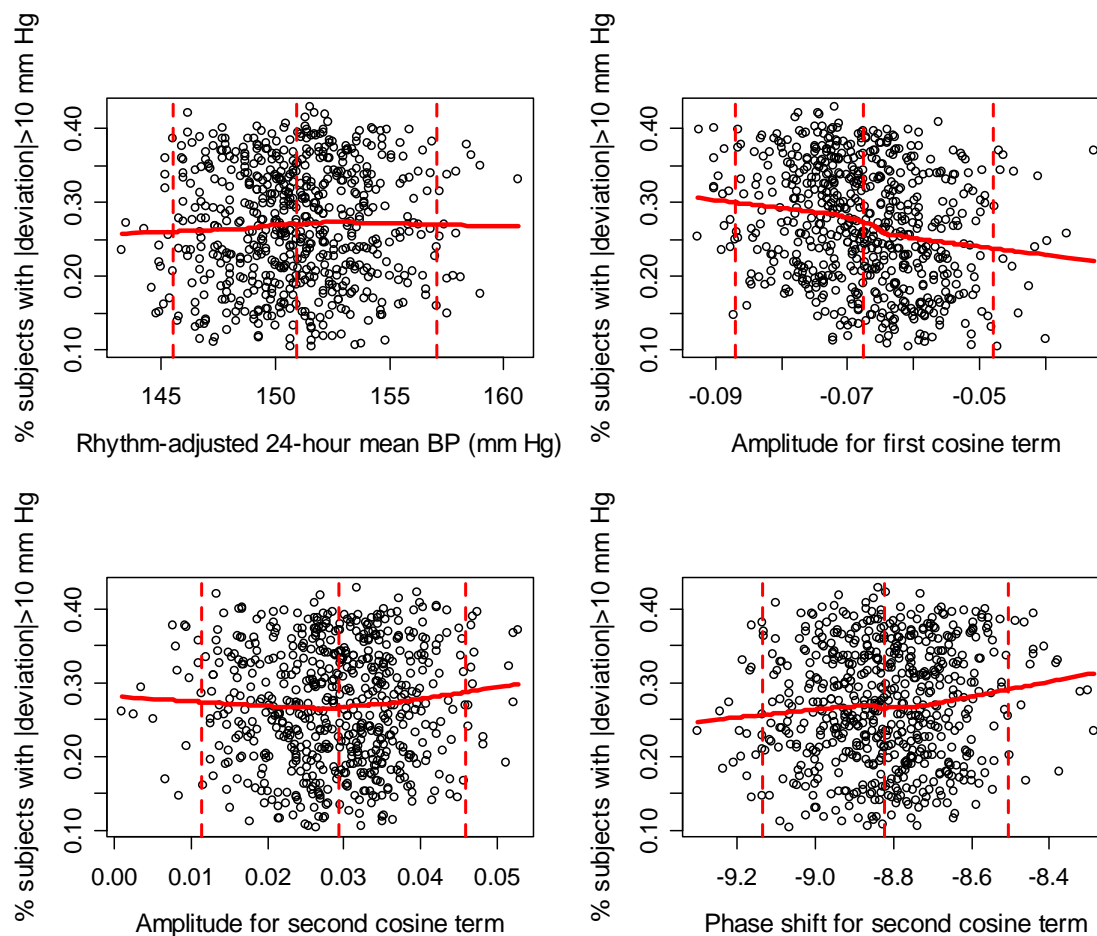 % subjects with |deviation|>10 mm Hg
0.10 0.20 0.30 0.40
145 150 155 160
Rhythm-adjusted 24-hour mean BP (mm Hg)
% subjects with |deviation|>10 mm Hg
0.10 0.20 0.30 0.40
-0.09 -0.07 -0.05
Amplitude for first cosine term
% subjects with |deviation|>10 mm Hg
0.10 0.20 0.30 0.40
0.00 0.01 0.02 0.03 0.04 0.05
Amplitude for second cosine term
% subjects with |deviation|>10 mm Hg
0.10 0.20 0.30 0.40
-9.2 -9.0 -8.8 -8.6 -8.4
Phase shift for second cosine term